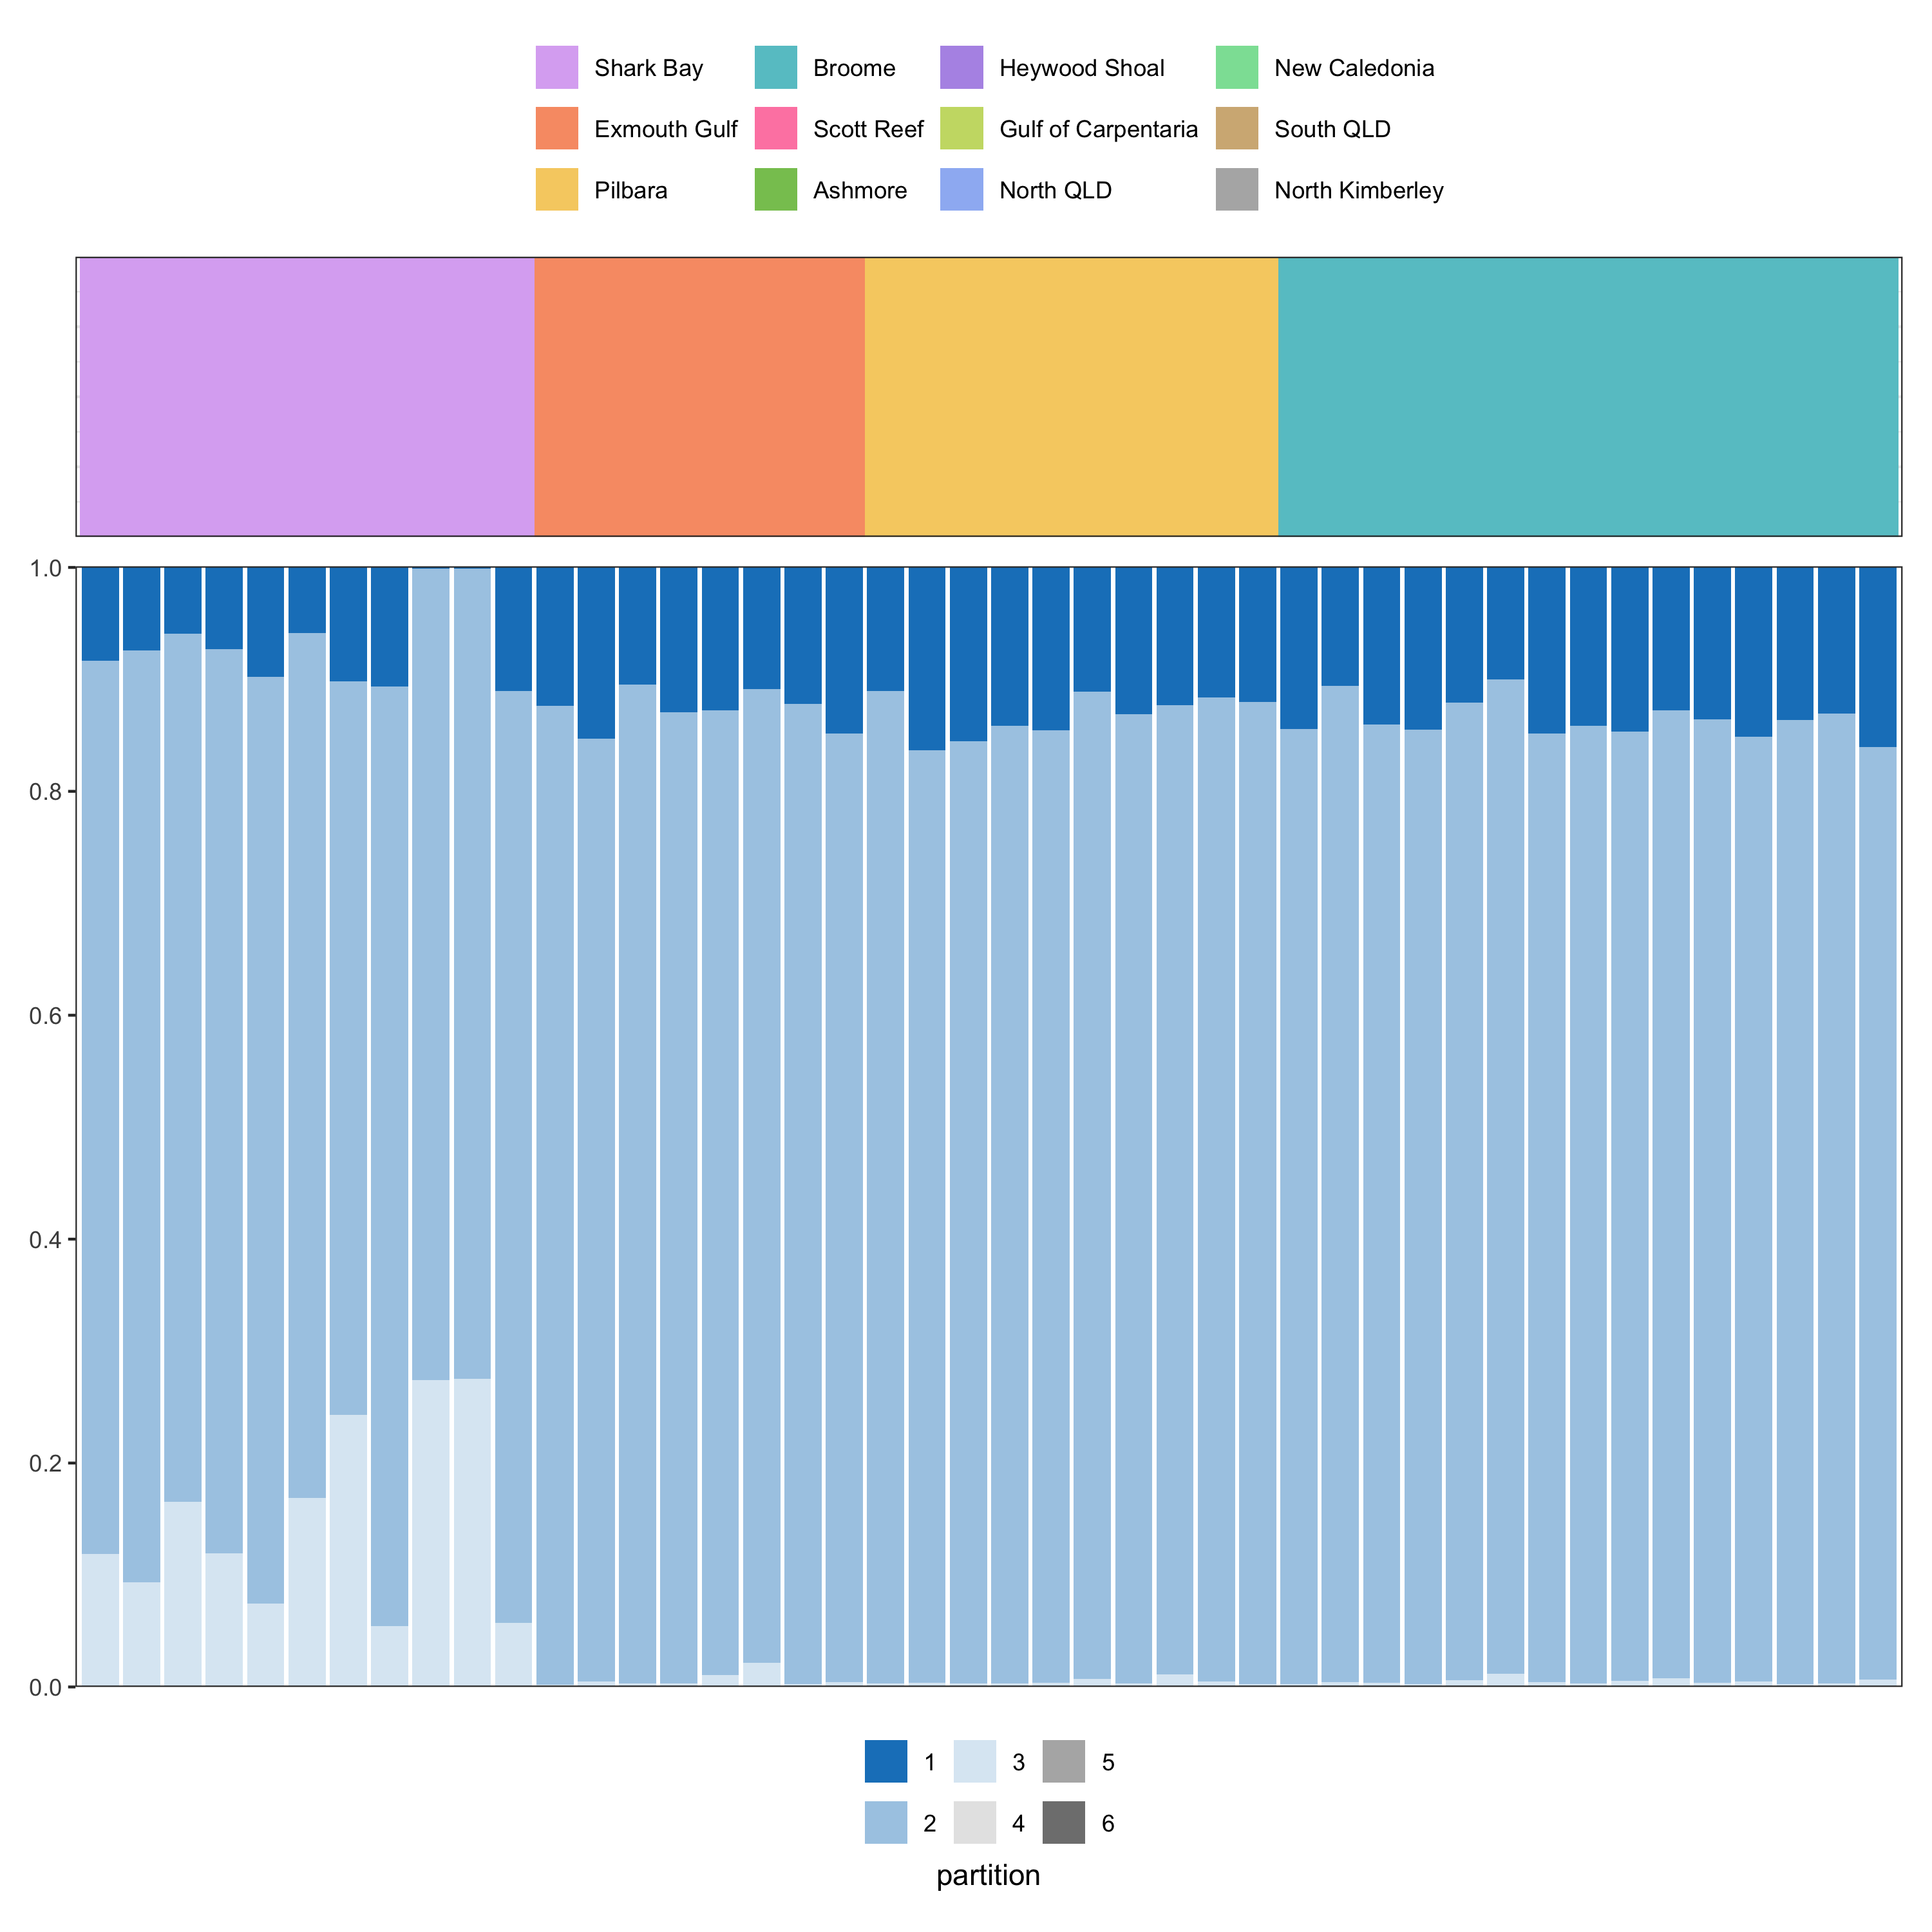 Shark Bay Broome Heywood Shoal New Caledonia
Exmouth Gulf Scott Reef Gulf of Carpentaria South QLD
Pilbara Ashmore North QLD North Kimberley
1.0
0.8
0.6
0.4
0.2
0.0
1 3 5
2 4 6
partition